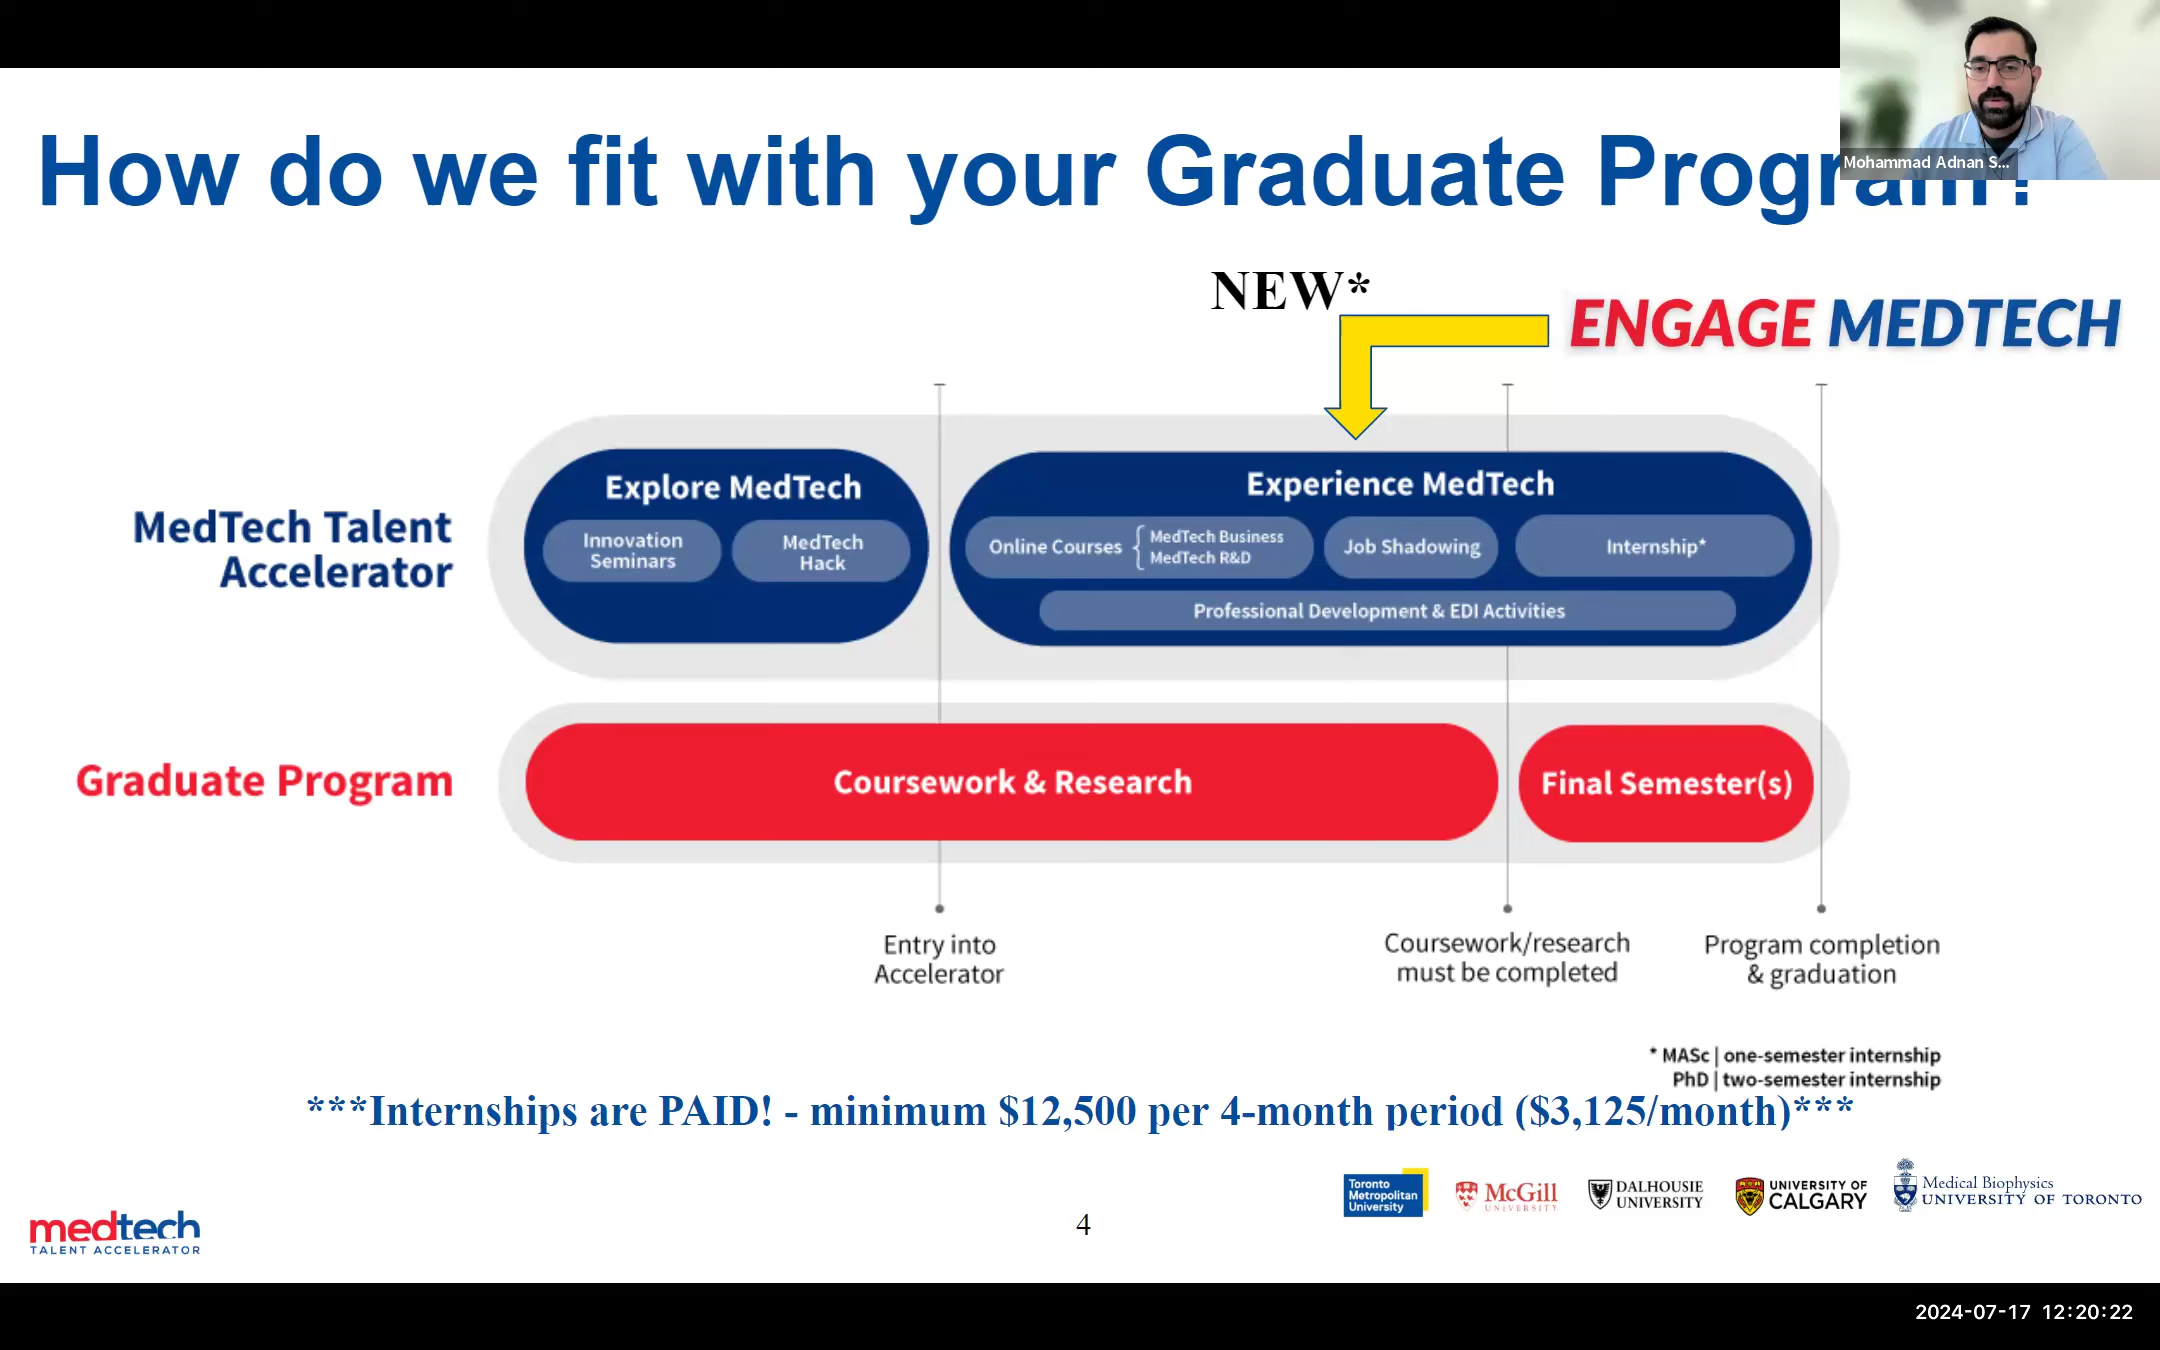 Mohammad Adnan S...
How do we fit with your Graduate Program?
NEW*
ENGAGE MEDTECH
MedTech Talent
Accelerator
Explore MedTech
Innovation
Seminars
MedTech
Hack
Experience MedTech
Online Courses { MedTech Business
MedTech R&D
Job Shadowing
Internship*
Professional Development & EDI Activities
Graduate Program
Coursework & Research
Final Semester(s)
Entry into
Accelerator
Coursework/research
must be completed
Program completion
& graduation
* MASc | one-semester internship
PhD | two-semester internship
***Internships are PAID! - minimum $12,500 per 4-month period ($3,125/month)***
medtech
TALENT ACCELERATOR
4
Toronto
Metropolitan
University
McGill
UNIVERSITY
DALHOUSIE
UNIVERSITY
UNIVERSITY OF
CALGARY
Medical Biophysics
UNIVERSITY OF TORONTO
2024-07-17 12:20:22